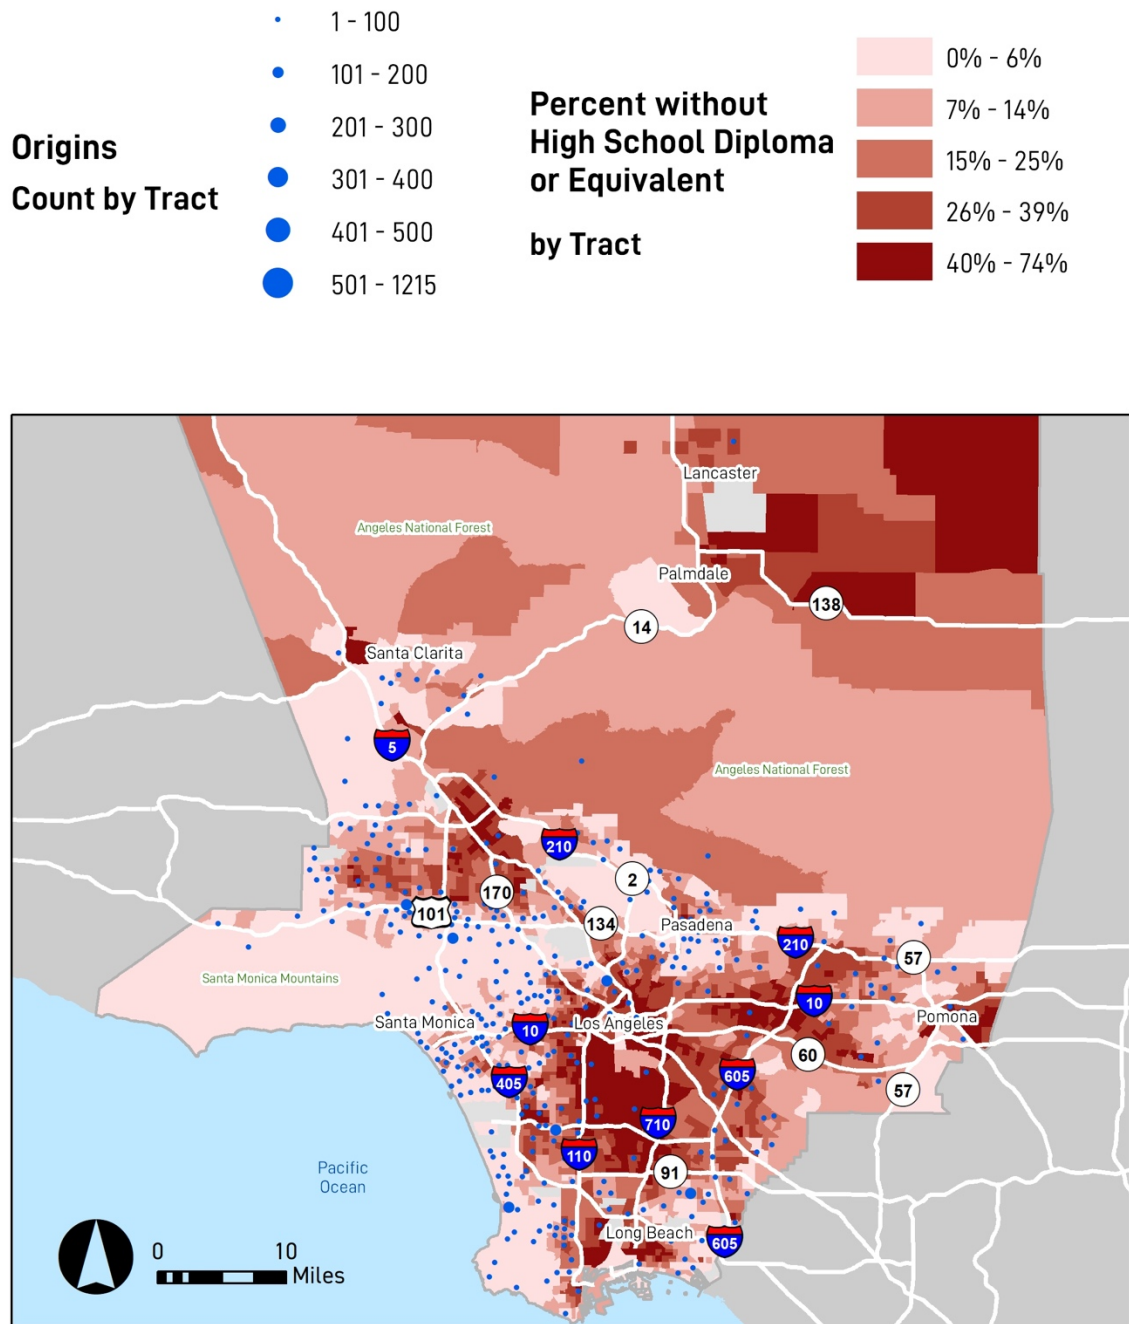 Origins
Count by Tract
1 - 100
101 - 200
201 - 300
301 - 400
401 - 500
501 - 1215
Percent without
High School Diploma
or Equivalent
by Tract
0% - 6%
7% - 14%
15% - 25%
26% - 39%
40% - 74%
Lancaster
Angeles National Forest
Palmdale
138
14
Santa Clarita
5
Angeles National Forest
210
2
170
101
134
Pasadena
210
57
Santa Monica Mountains
10
Santa Monica
10
Los Angeles
Pomona
60
605
405
57
710
110
91
Pacific
Ocean
Long Beach
605
0 10
Miles